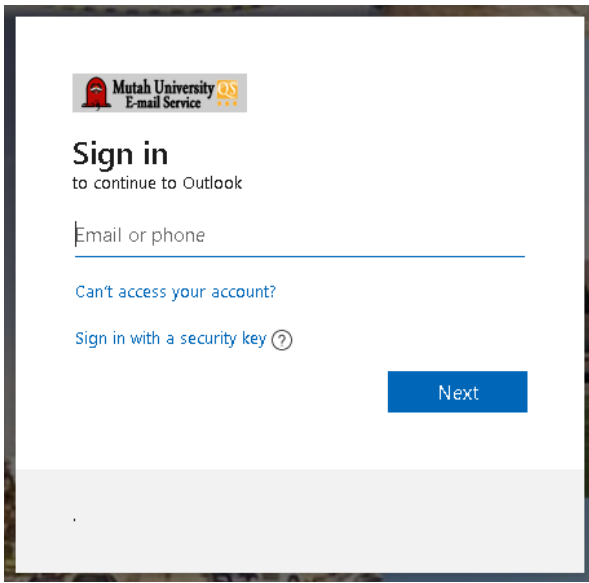 Mutah University QS
E-mail Service
Sign in
to continue to Outlook
Email or phone
Can't access your account?
Sign in with a security key ?
Next
.